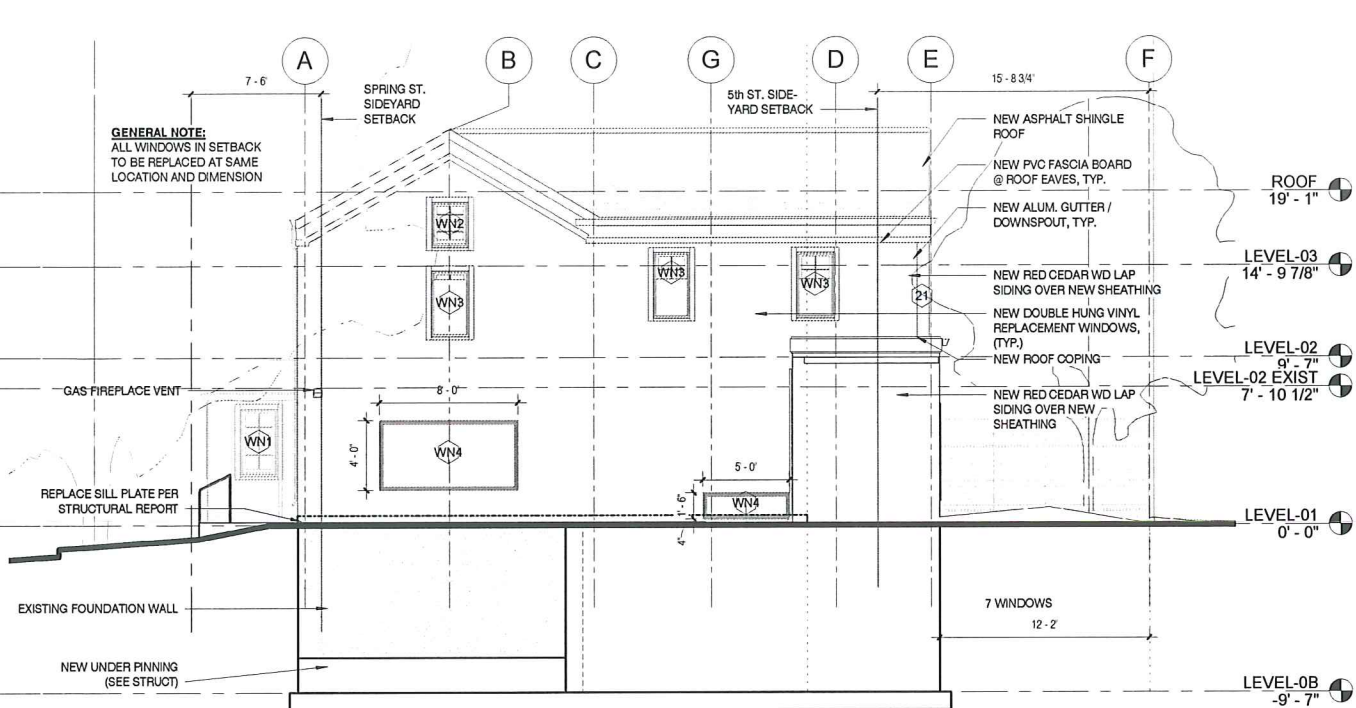 A
B
C
G
D
E
F
7 - 6"
SPRING ST.
SIDEYARD
SETBACK
5th ST. SIDE-
YARD SETBACK
15 - 8 3/4"
GENERAL NOTE:
ALL WINDOWS IN SETBACK
TO BE REPLACED AT SAME
LOCATION AND DIMENSION
NEW ASPHALT SHINGLE
ROOF
NEW PVC FASCIA BOARD
@ ROOF EAVES, TYP.
NEW ALUM. GUTTER /
DOWNSPOUT, TYP.
NEW RED CEDAR WD LAP
SIDING OVER NEW SHEATHING
NEW DOUBLE HUNG VINYL
REPLACEMENT WINDOWS,
(TYP.)
NEW ROOF COPING
NEW RED CEDAR WD LAP
SIDING OVER NEW
SHEATHING
ROOF
19' - 1"
LEVEL-03
14' - 9 7/8"
LEVEL-02
9' - 7"
LEVEL-02 EXIST
7' - 10 1/2"
LEVEL-01
0' - 0"
LEVEL-0B
-9' - 7"
WN2
WN3
WN3
WN3
21
GAS FIREPLACE VENT
8 - 0"
WN1
4' - 0"
WN4
5 - 0"
WN4
1' - 6"
4"
REPLACE SILL PLATE PER
STRUCTURAL REPORT
EXISTING FOUNDATION WALL
7 WINDOWS
12 - 2"
NEW UNDER PINNING
(SEE STRUCT)